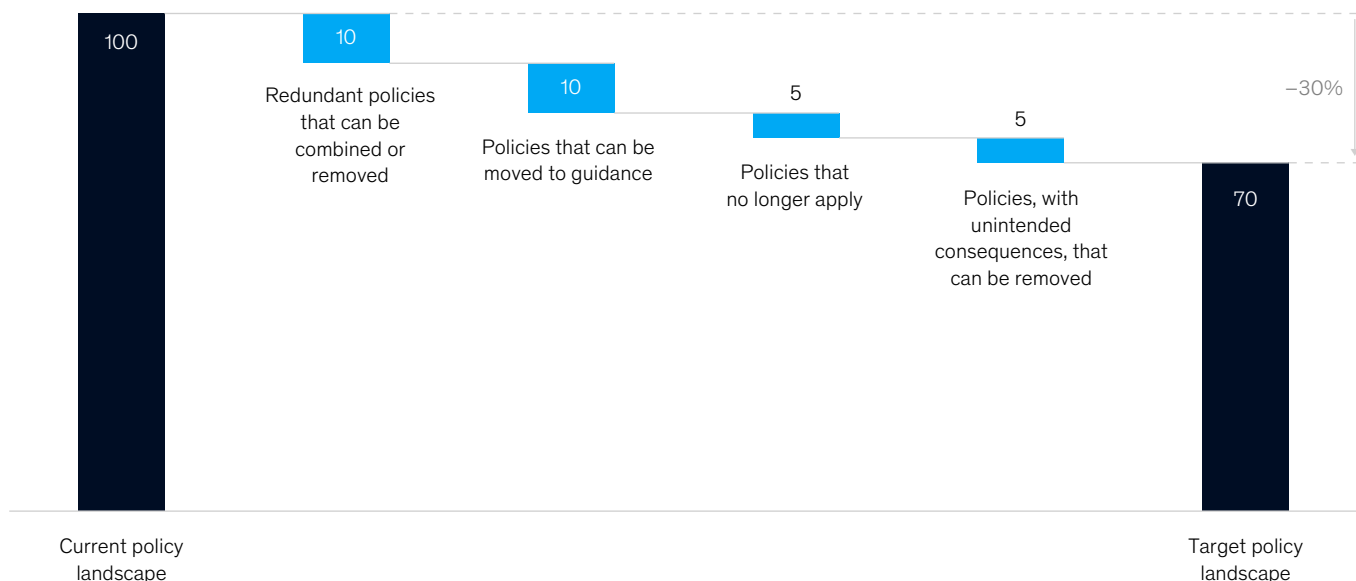 100
10
Redundant policies
that can be
combined or
removed
10
Policies that can be
moved to guidance
5
Policies that
no longer apply
5
Policies, with
unintended
consequences, that
can be removed
–30%
70
Current policy
landscape
Target policy
landscape